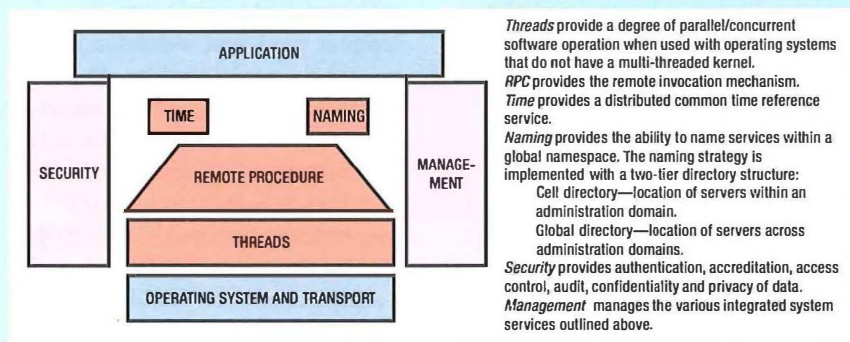 APPLICATION
TIME
NAMING
SECURITY
REMOTE PROCEDURE
MANAGE-
MENT
THREADS
OPERATING SYSTEM AND TRANSPORT
Threads provide a degree of parallel/concurrent
software operation when used with operating systems
that do not have a multi-threaded kernel.
RPC provides the remote invocation mechanism.
Time provides a distributed common time reference
service.
Naming provides the ability to name services within a
global namespace. The naming strategy is
implemented with a two-tier directory structure:
Cell directory—location of servers within an
administration domain.
Global directory—location of servers across
administration domains.
Security provides authentication, accreditation, access
control, audit, confidentiality and privacy of data.
Management manages the various integrated system
services outlined above.